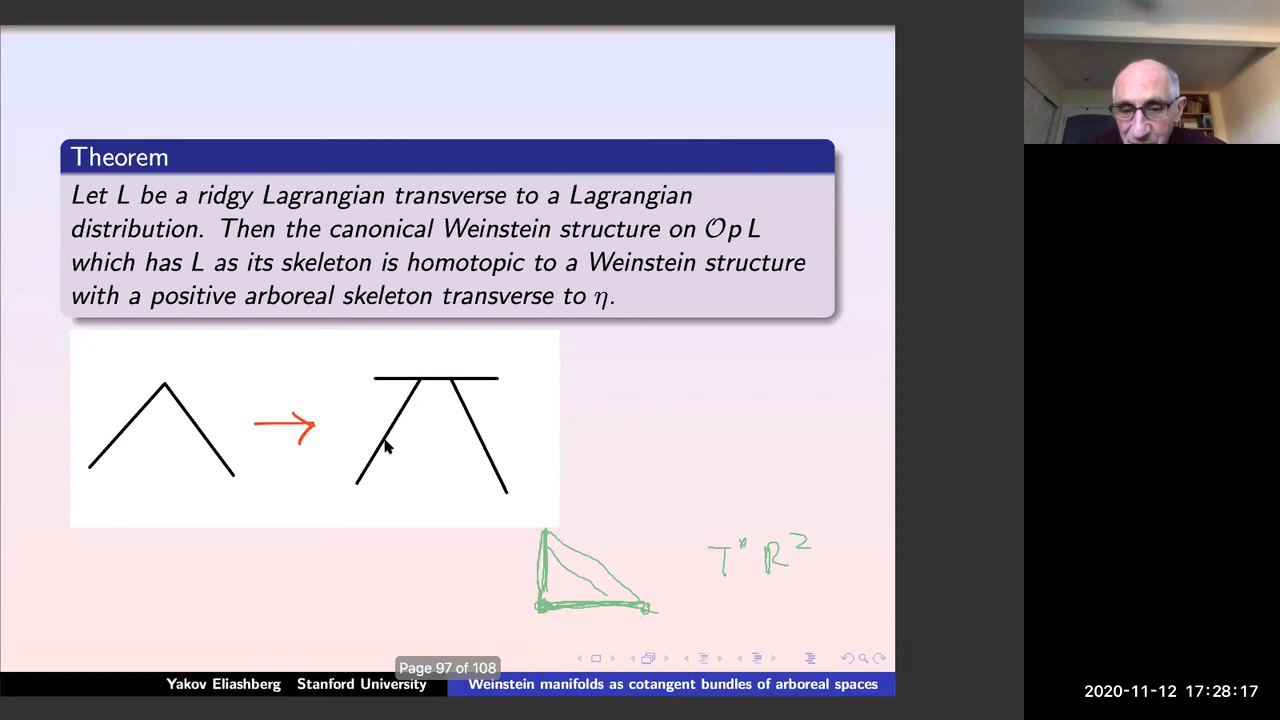 Theorem
Let L be a ridgy Lagrangian transverse to a Lagrangian
distribution. Then the canonical Weinstein structure on 𝒪p L
which has L as its skeleton is homotopic to a Weinstein structure
with a positive arboreal skeleton transverse to η.
T* R²
Page 97 of 108
Yakov Eliashberg Stanford University
Weinstein manifolds as cotangent bundles of arboreal spaces
2020-11-12 17:28:17